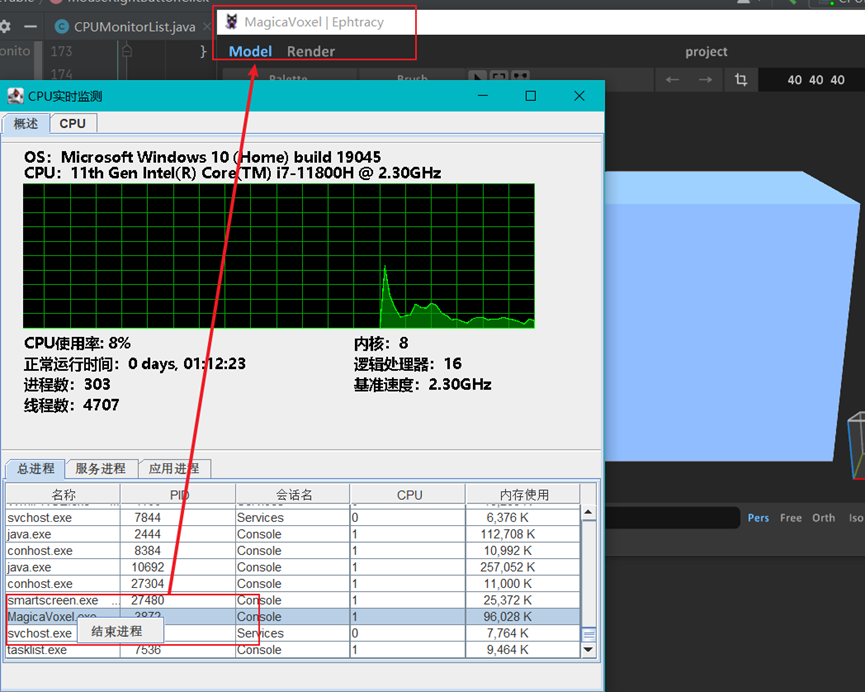 CPUMonitorList.java
MagicaVoxel | Ephtracy
173
}
Model Render
project
174
Palette
Brush
40 40 40
CPU实时监测
概述 CPU
OS: Microsoft Windows 10 (Home) build 19045
CPU: 11th Gen Intel(R) Core(TM) i7-11800H @ 2.30GHz
CPU使用率: 8%
内核: 8
正常运行时间: 0 days, 01:12:23
逻辑处理器: 16
进程数: 303
基准速度: 2.30GHz
线程数: 4707
总进程 服务进程 应用进程
名称 PID 会话名 CPU 内存使用
svchost.exe 7844 Services 0 6,376 K
java.exe 2444 Console 1 112,708 K
conhost.exe 8384 Console 1 10,992 K
java.exe 10692 Console 1 257,052 K
conhost.exe 27304 Console 1 11,000 K
smartscreen.exe ... 27480 Console 1 25,372 K
MagicaVoxel.exe 3872 Console 1 96,028 K
svchost.exe Services 0 7,764 K
结束进程
tasklist.exe 7536 Console 1 9,464 K
Pers Free Orth Iso